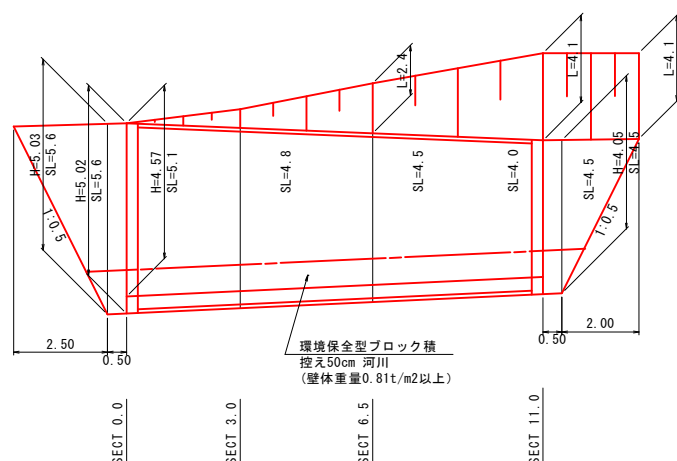 L=2.4
L=4.1
L=4.1
H=5.03
SL=5.6
H=5.02
SL=5.6
H=4.57
SL=5.1
SL=4.8
SL=4.5
SL=4.0
SL=4.5
H=4.05
SL=4.5
1:0.5
1:0.5
2.50
0.50
0.50
2.00
環境保全型ブロック積
控え50cm 河川
(壁体重量0.81t/m2以上)
SECT 0.0
SECT 3.0
SECT 6.5
SECT 11.0